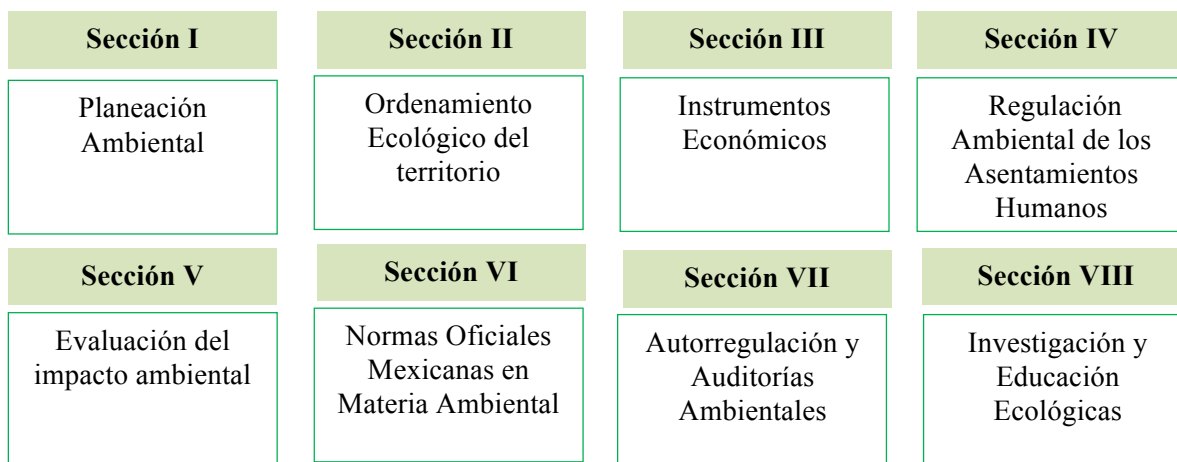 Sección I
Planeación
Ambiental
Sección II
Ordenamiento
Ecológico del
territorio
Sección III
Instrumentos
Económicos
Sección IV
Regulación
Ambiental de los
Asentamientos
Humanos
Sección V
Evaluación del
impacto ambiental
Sección VI
Normas Oficiales
Mexicanas en
Materia Ambiental
Sección VII
Autorregulación y
Auditorías
Ambientales
Sección VIII
Investigación y
Educación
Ecológicas